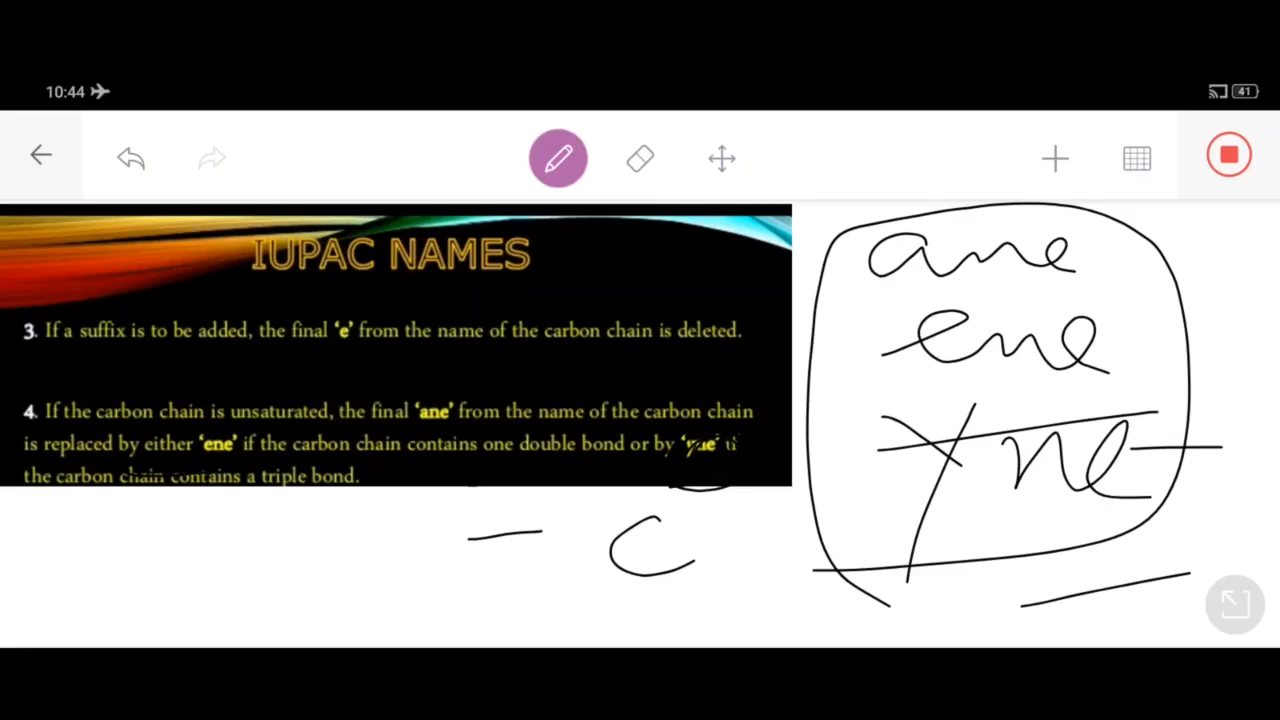 10:44
41
IUPAC NAMES
3. If a suffix is to be added, the final 'e' from the name of the carbon chain is deleted.
4. If the carbon chain is unsaturated, the final 'ane' from the name of the carbon chain
is replaced by either 'ene' if the carbon chain contains one double bond or by
the carbon chain contains a triple bond.
ane
ene
yne
- C